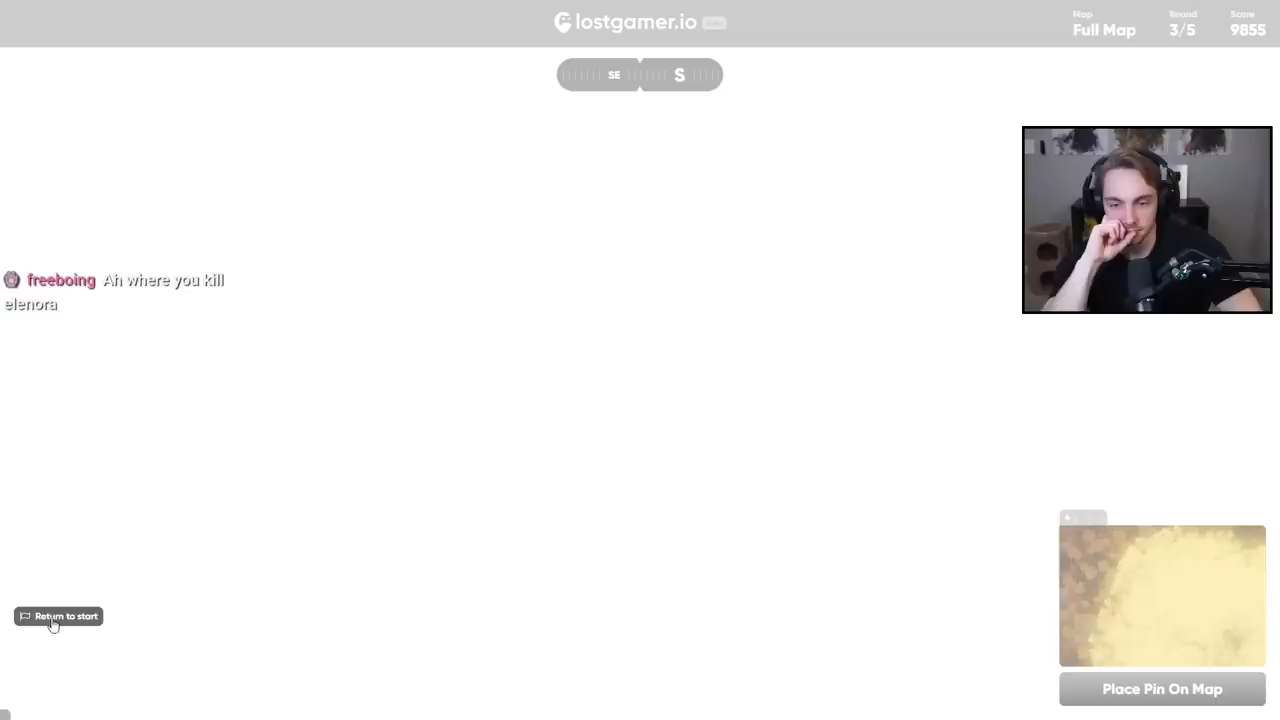 lostgamer.io
Map
Full Map
Round
3/5
Score
9855
SE
S
freeboing Ah where you kill
elenora
Return to start
Place Pin On Map